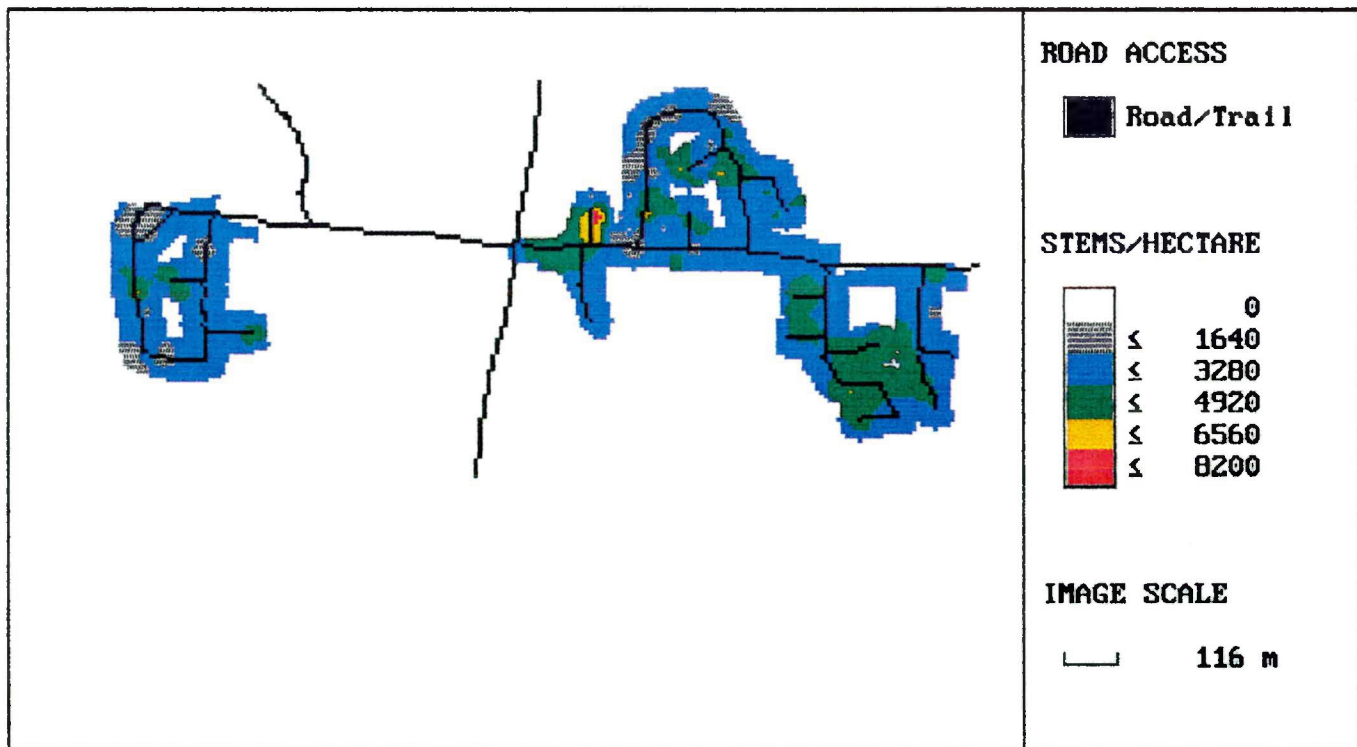 ROAD ACCESS
Road/Trail
STEMS/HECTARE
0
≤ 1640
≤ 3280
≤ 4920
≤ 6560
≤ 8200
IMAGE SCALE
116 m